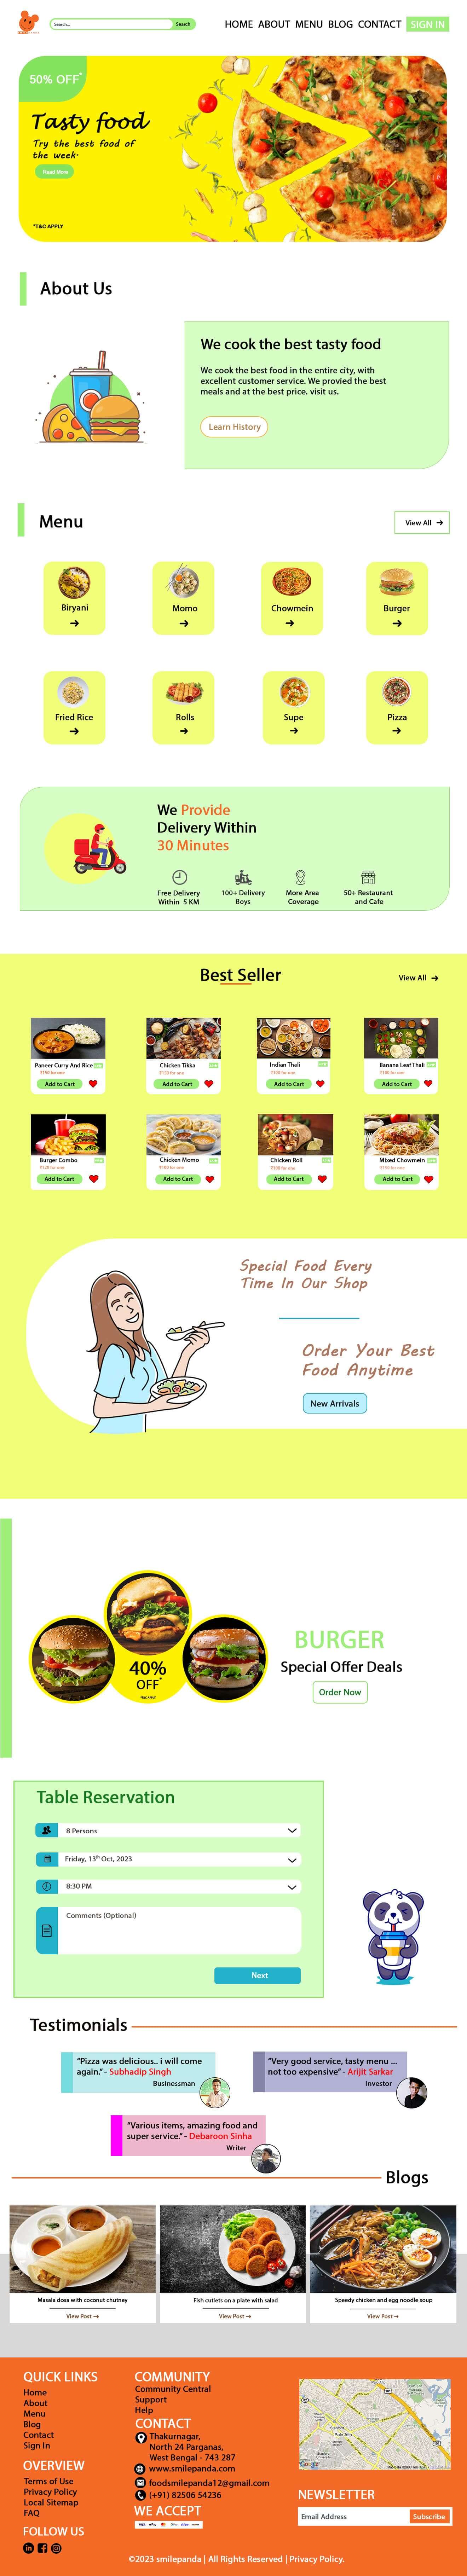 Search...
Search
HOME ABOUT MENU BLOG CONTACT SIGN IN
50% OFF*
Tasty food
Try the best food of
the week.
Read More
*T&C APPLY
About Us
We cook the best tasty food
We cook the best food in the entire city, with
excellent customer service. We provied the best
meals and at the best price. visit us.
Learn History
Menu
View All →
Biryani
Momo
Chowmein
Burger
Fried Rice
Rolls
Supe
Pizza
We Provide
Delivery Within
30 Minutes
Free Delivery
Within 5 KM
100+ Delivery
Boys
More Area
Coverage
50+ Restaurant
and Cafe
Best Seller
View All →
Paneer Curry And Rice
Chicken Tikka
Indian Thali
Banana Leaf Thali
Add to Cart
Add to Cart
Add to Cart
Add to Cart
Burger Combo
Chicken Momo
Chicken Roll
Mixed Chowmein
Add to Cart
Add to Cart
Add to Cart
Add to Cart
Special Food Every
Time In Our Shop
Order Your Best
Food Anytime
New Arrivals
40%
OFF*
*T&C APPLY
BURGER
Special Offer Deals
Order Now
Table Reservation
8 Persons
Friday, 13th Oct, 2023
8:30 PM
Comments (Optional)
Next
Testimonials
"Pizza was delicious.. i will come
again." - Subhadip Singh
Businessman
"Very good service, tasty menu ...
not too expensive" - Arijit Sarkar
Investor
"Various items, amazing food and
super service." - Debaroon Sinha
Writer
Blogs
Masala dosa with coconut chutney
View Post →
Fish cutlets on a plate with salad
View Post →
Speedy chicken and egg noodle soup
View Post →
QUICK LINKS
Home
About
Menu
Blog
Contact
Sign In
OVERVIEW
Terms of Use
Privacy Policy
Local Sitemap
FAQ
FOLLOW US
COMMUNITY
Community Central
Support
Help
CONTACT
Thakurnagar,
North 24 Parganas,
West Bengal - 743 287
www.smilepanda.com
foodsmilepanda12@gmail.com
(+91) 82506 54236
WE ACCEPT
Google
NEWSLETTER
Email Address
Subscribe
©2023 smilepanda | All Rights Reserved | Privacy Policy.